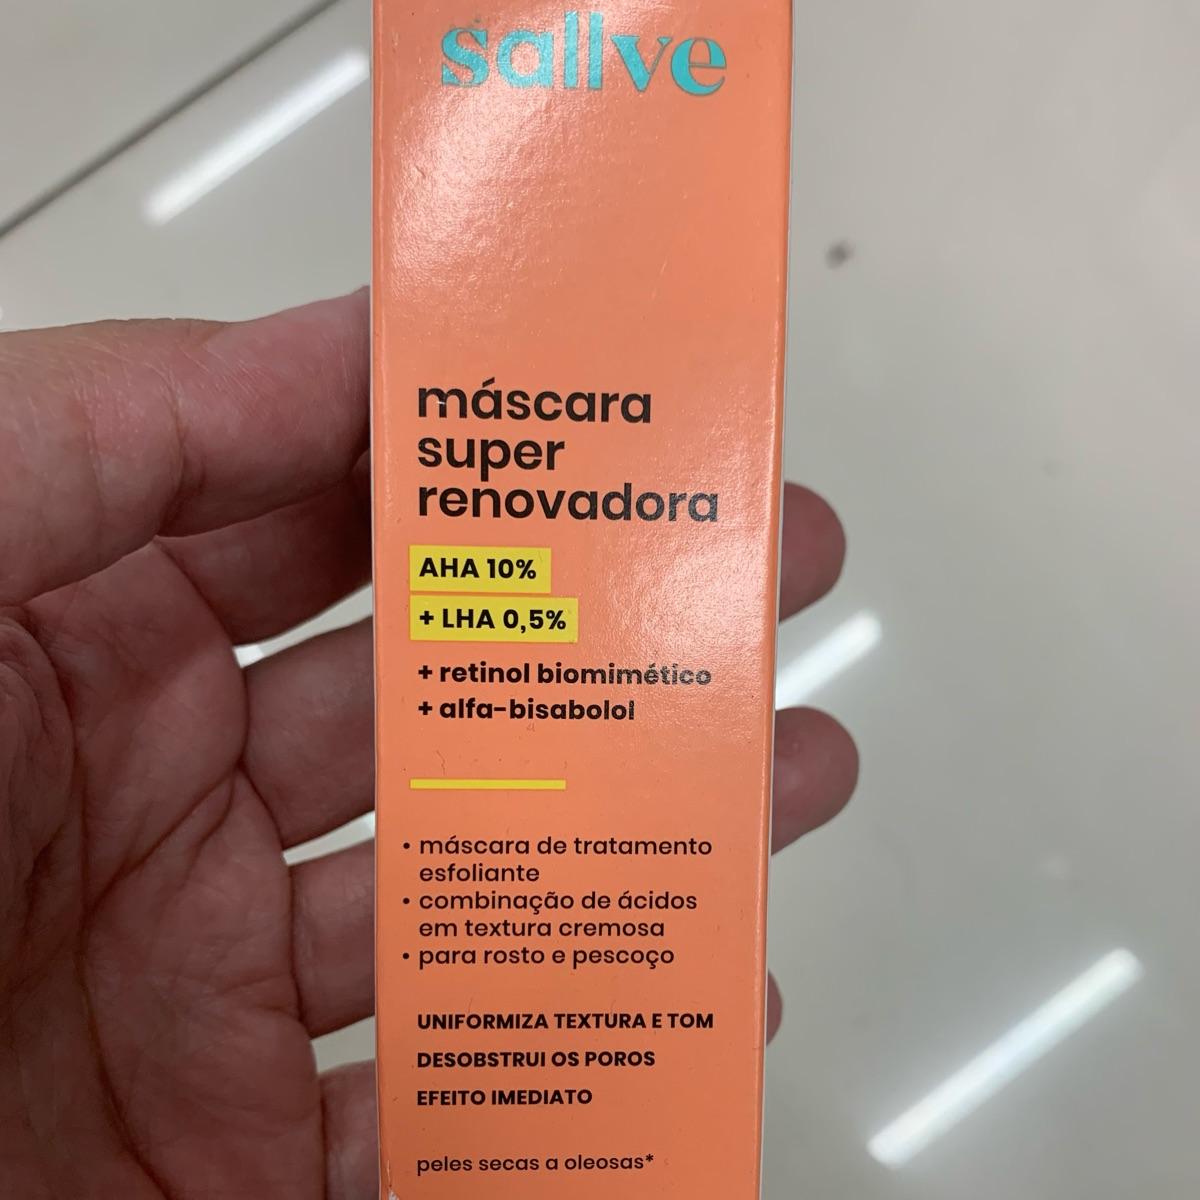 sallve
máscara
super
renovadora
AHA 10%
+ LHA 0,5%
+ retinol biomimético
+ alfa-bisabolol
• máscara de tratamento
esfoliante
• combinação de ácidos
em textura cremosa
• para rosto e pescoço
UNIFORMIZA TEXTURA E TOM
DESOBSTRUI OS POROS
EFEITO IMEDIATO
peles secas a oleosas*